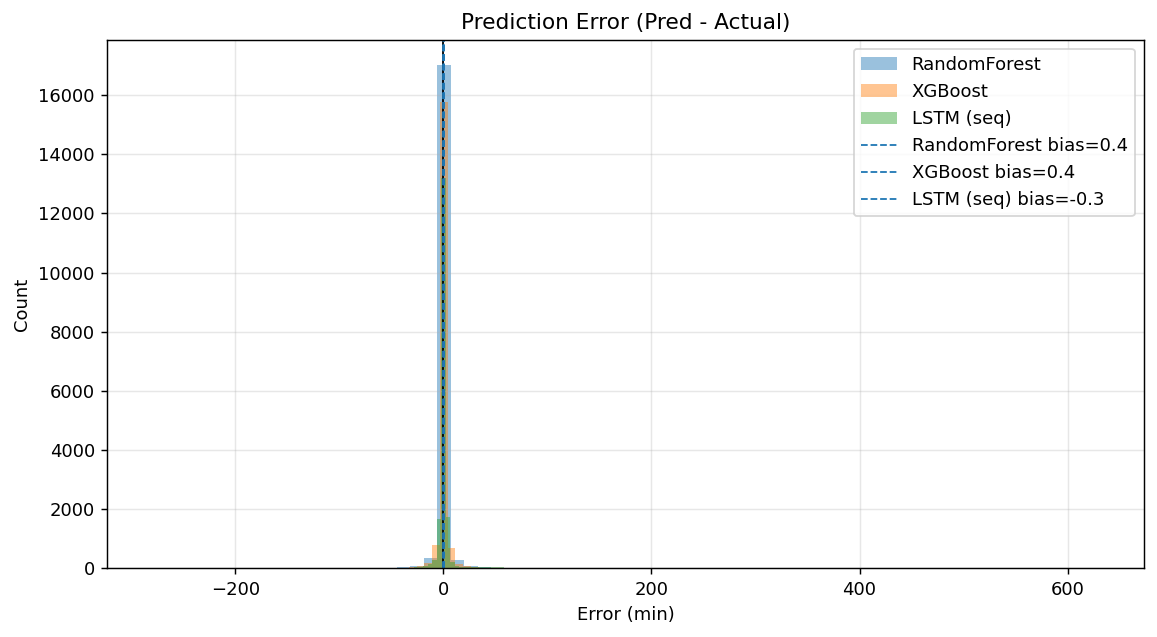 Prediction Error (Pred - Actual)
RandomForest
XGBoost
LSTM (seq)
RandomForest bias=0.4
XGBoost bias=0.4
LSTM (seq) bias=-0.3
Count
16000
14000
12000
10000
8000
6000
4000
2000
0
−200 0 200 400 600
Error (min)